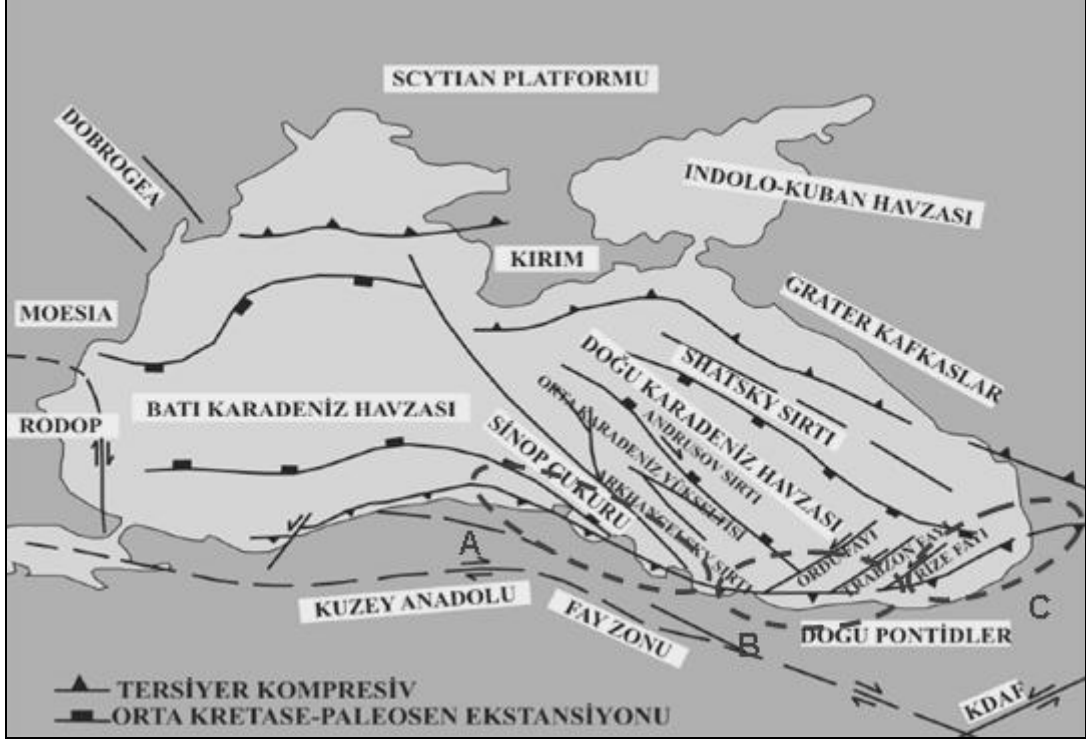 SCYTIAN PLATFORMU
DOBROGEA
INDOLO-KUBAN HAVZASI
KIRIM
MOESIA
GRATER KAFKASLAR
SHATSKY SIRTI
DOĞU KARADENİZ HAVZASI
ORTA KARADENİZ YÜKSELTİSİ
ANDRUSOV SIRTI
BATI KARADENİZ HAVZASI
RODOP
SİNOP ÇUKURU
ARKHANGELSKY SIRTI
ORDU FAYI
TRABZON FAYI
RİZE FAYI
A
KUZEY ANADOLU
FAY ZONU
B
C
DOĞU PONTİDLER
KDAF
TERSİYER KOMPRESİV
ORTA KRETASE-PALEOSEN EKSTANSİYONU